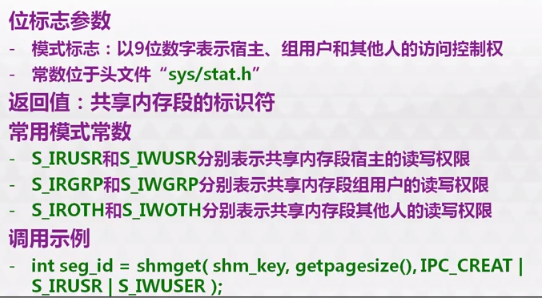 位标志参数
- 模式标志：以9位数字表示宿主、组用户和其他人的访问控制权
- 常数位于头文件“sys/stat.h”
返回值：共享内存段的标识符
常用模式常数
- S_IRUSR和S_IWUSR分别表示共享内存段宿主的读写权限
- S_IRGRP和S_IWGRP分别表示共享内存段组用户的读写权限
- S_IROTH和S_IWOTH分别表示共享内存段其他人的读写权限
调用示例
- int seg_id = shmget( shm_key, getpagesize(), IPC_CREAT |
S_IRUSR | S_IWUSER );